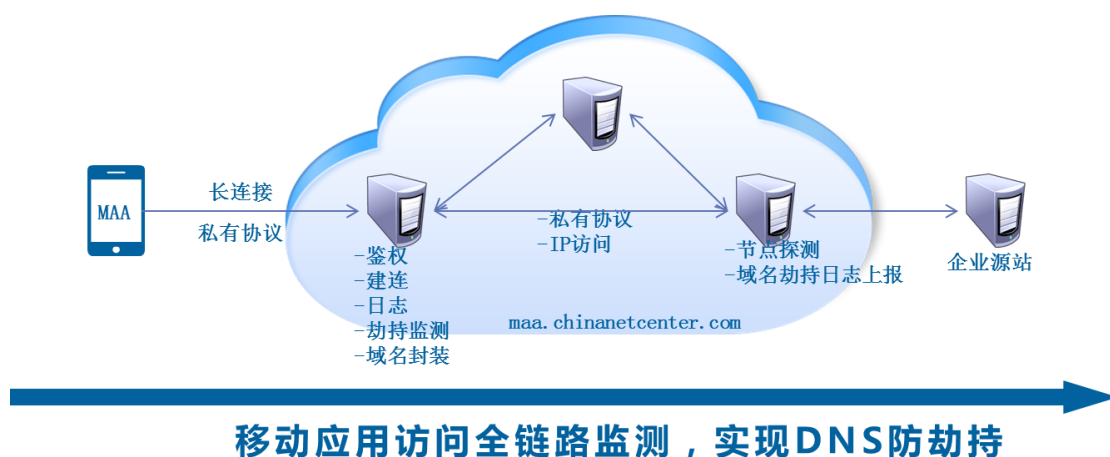 MAA
长连接
私有协议
-鉴权
-建连
-日志
-劫持监测
-域名封装
-私有协议
-IP访问
maa.chinanetcenter.com
-节点探测
-域名劫持日志上报
企业源站
移动应用访问全链路监测，实现DNS防劫持